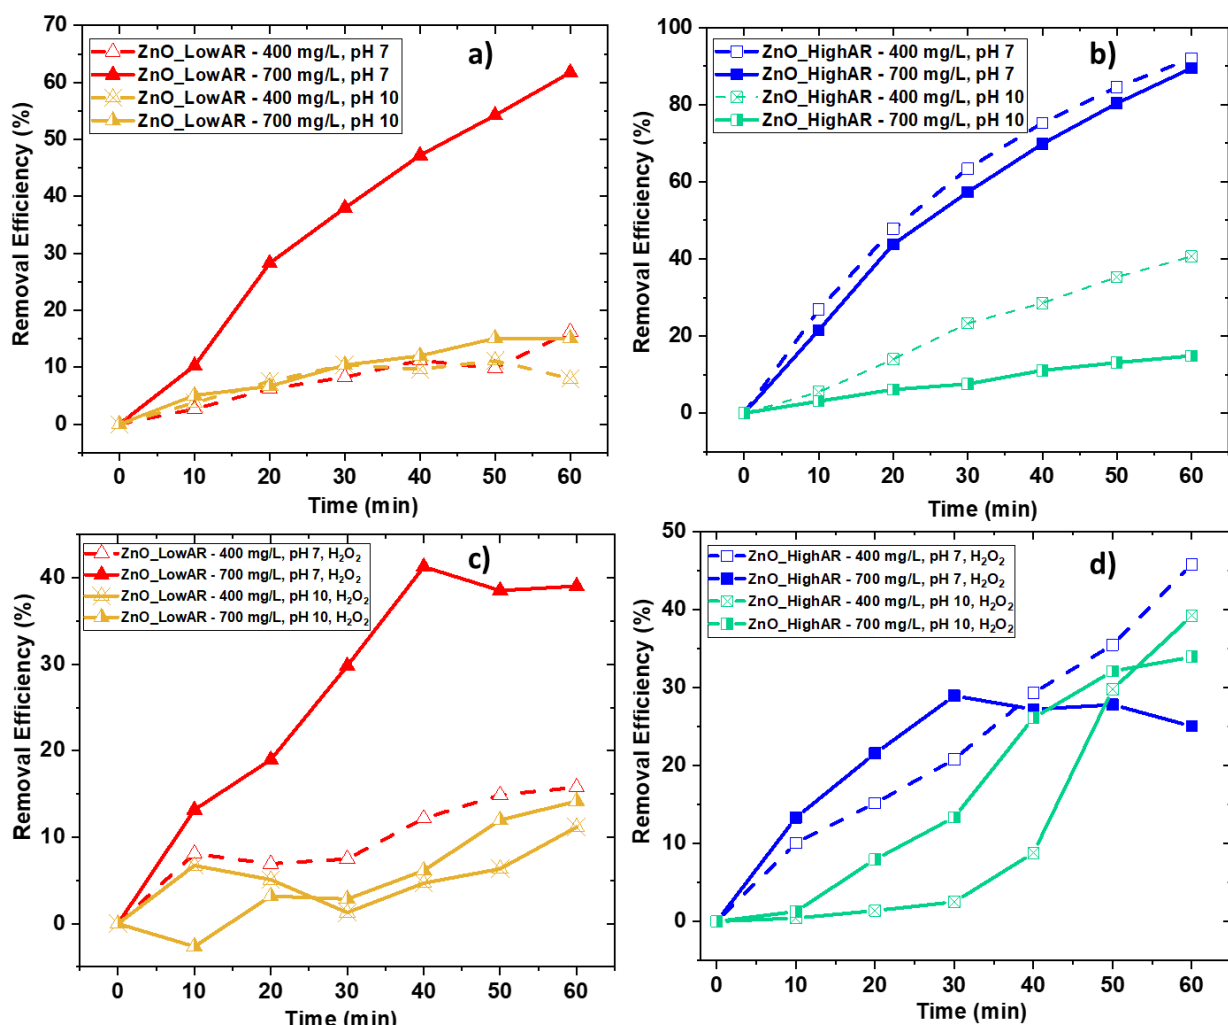 a)
ZnO_LowAR - 400 mg/L, pH 7
ZnO_LowAR - 700 mg/L, pH 7
ZnO_LowAR - 400 mg/L, pH 10
ZnO_LowAR - 700 mg/L, pH 10
Removal Efficiency (%)
70
60
50
40
30
20
10
0
0 10 20 30 40 50 60
Time (min)
b)
ZnO_HighAR - 400 mg/L, pH 7
ZnO_HighAR - 700 mg/L, pH 7
ZnO_HighAR - 400 mg/L, pH 10
ZnO_HighAR - 700 mg/L, pH 10
Removal Efficiency (%)
100
80
60
40
20
0
0 10 20 30 40 50 60
Time (min)
c)
ZnO_LowAR - 400 mg/L, pH 7, H₂O₂
ZnO_LowAR - 700 mg/L, pH 7, H₂O₂
ZnO_LowAR - 400 mg/L, pH 10, H₂O₂
ZnO_LowAR - 700 mg/L, pH 10, H₂O₂
Removal Efficiency (%)
40
30
20
10
0
0 10 20 30 40 50 60
Time (min)
d)
ZnO_HighAR - 400 mg/L, pH 7, H₂O₂
ZnO_HighAR - 700 mg/L, pH 7, H₂O₂
ZnO_HighAR - 400 mg/L, pH 10, H₂O₂
ZnO_HighAR - 700 mg/L, pH 10, H₂O₂
Removal Efficiency (%)
50
40
30
20
10
0
0 10 20 30 40 50 60
Time (min)